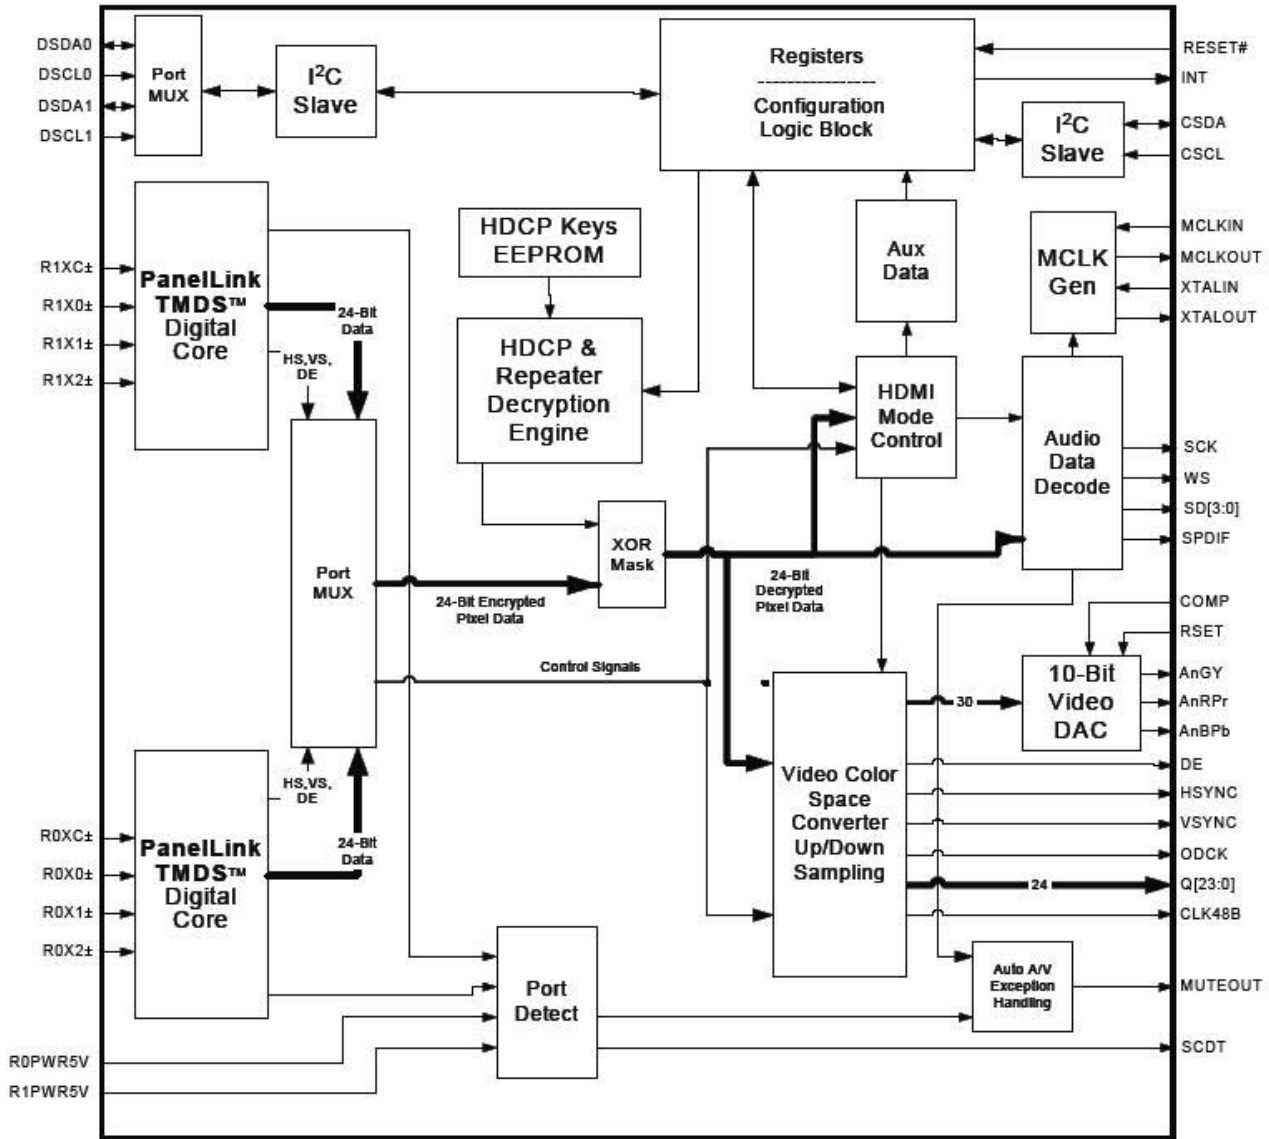 DSDA0
DSCL0
DSDA1
DSCL1
Port
MUX
I²C
Slave
Registers
Configuration
Logic Block
RESET#
INT
I²C
Slave
CSDA
CSCL
PanelLink
TMDS™
Digital
Core
R1XC±
R1X0±
R1X1±
R1X2±
24-Bit
Data
HS,VS,
DE
HDCP Keys
EEPROM
HDCP &
Repeater
Decryption
Engine
Aux
Data
MCLK
Gen
MCLKIN
MCLKOUT
XTALIN
XTALOUT
HDMI
Mode
Control
Audio
Data
Decode
SCK
WS
SD[3:0]
SPDIF
Port
MUX
24-Bit Encrypted
Pixel Data
XOR
Mask
24-Bit
Decrypted
Pixel Data
Control Signals
COMP
RSET
10-Bit
Video
DAC
AnGY
AnRPr
AnBPb
30
Video Color
Space
Converter
Up/Down
Sampling
DE
HSYNC
VSYNC
ODCK
24
Q[23:0]
CLK48B
HS,VS,
DE
24-Bit
Data
PanelLink
TMDS™
Digital
Core
R0XC±
R0X0±
R0X1±
R0X2±
Port
Detect
Auto A/V
Exception
Handling
MUTEOUT
SCDT
R0PWR5V
R1PWR5V